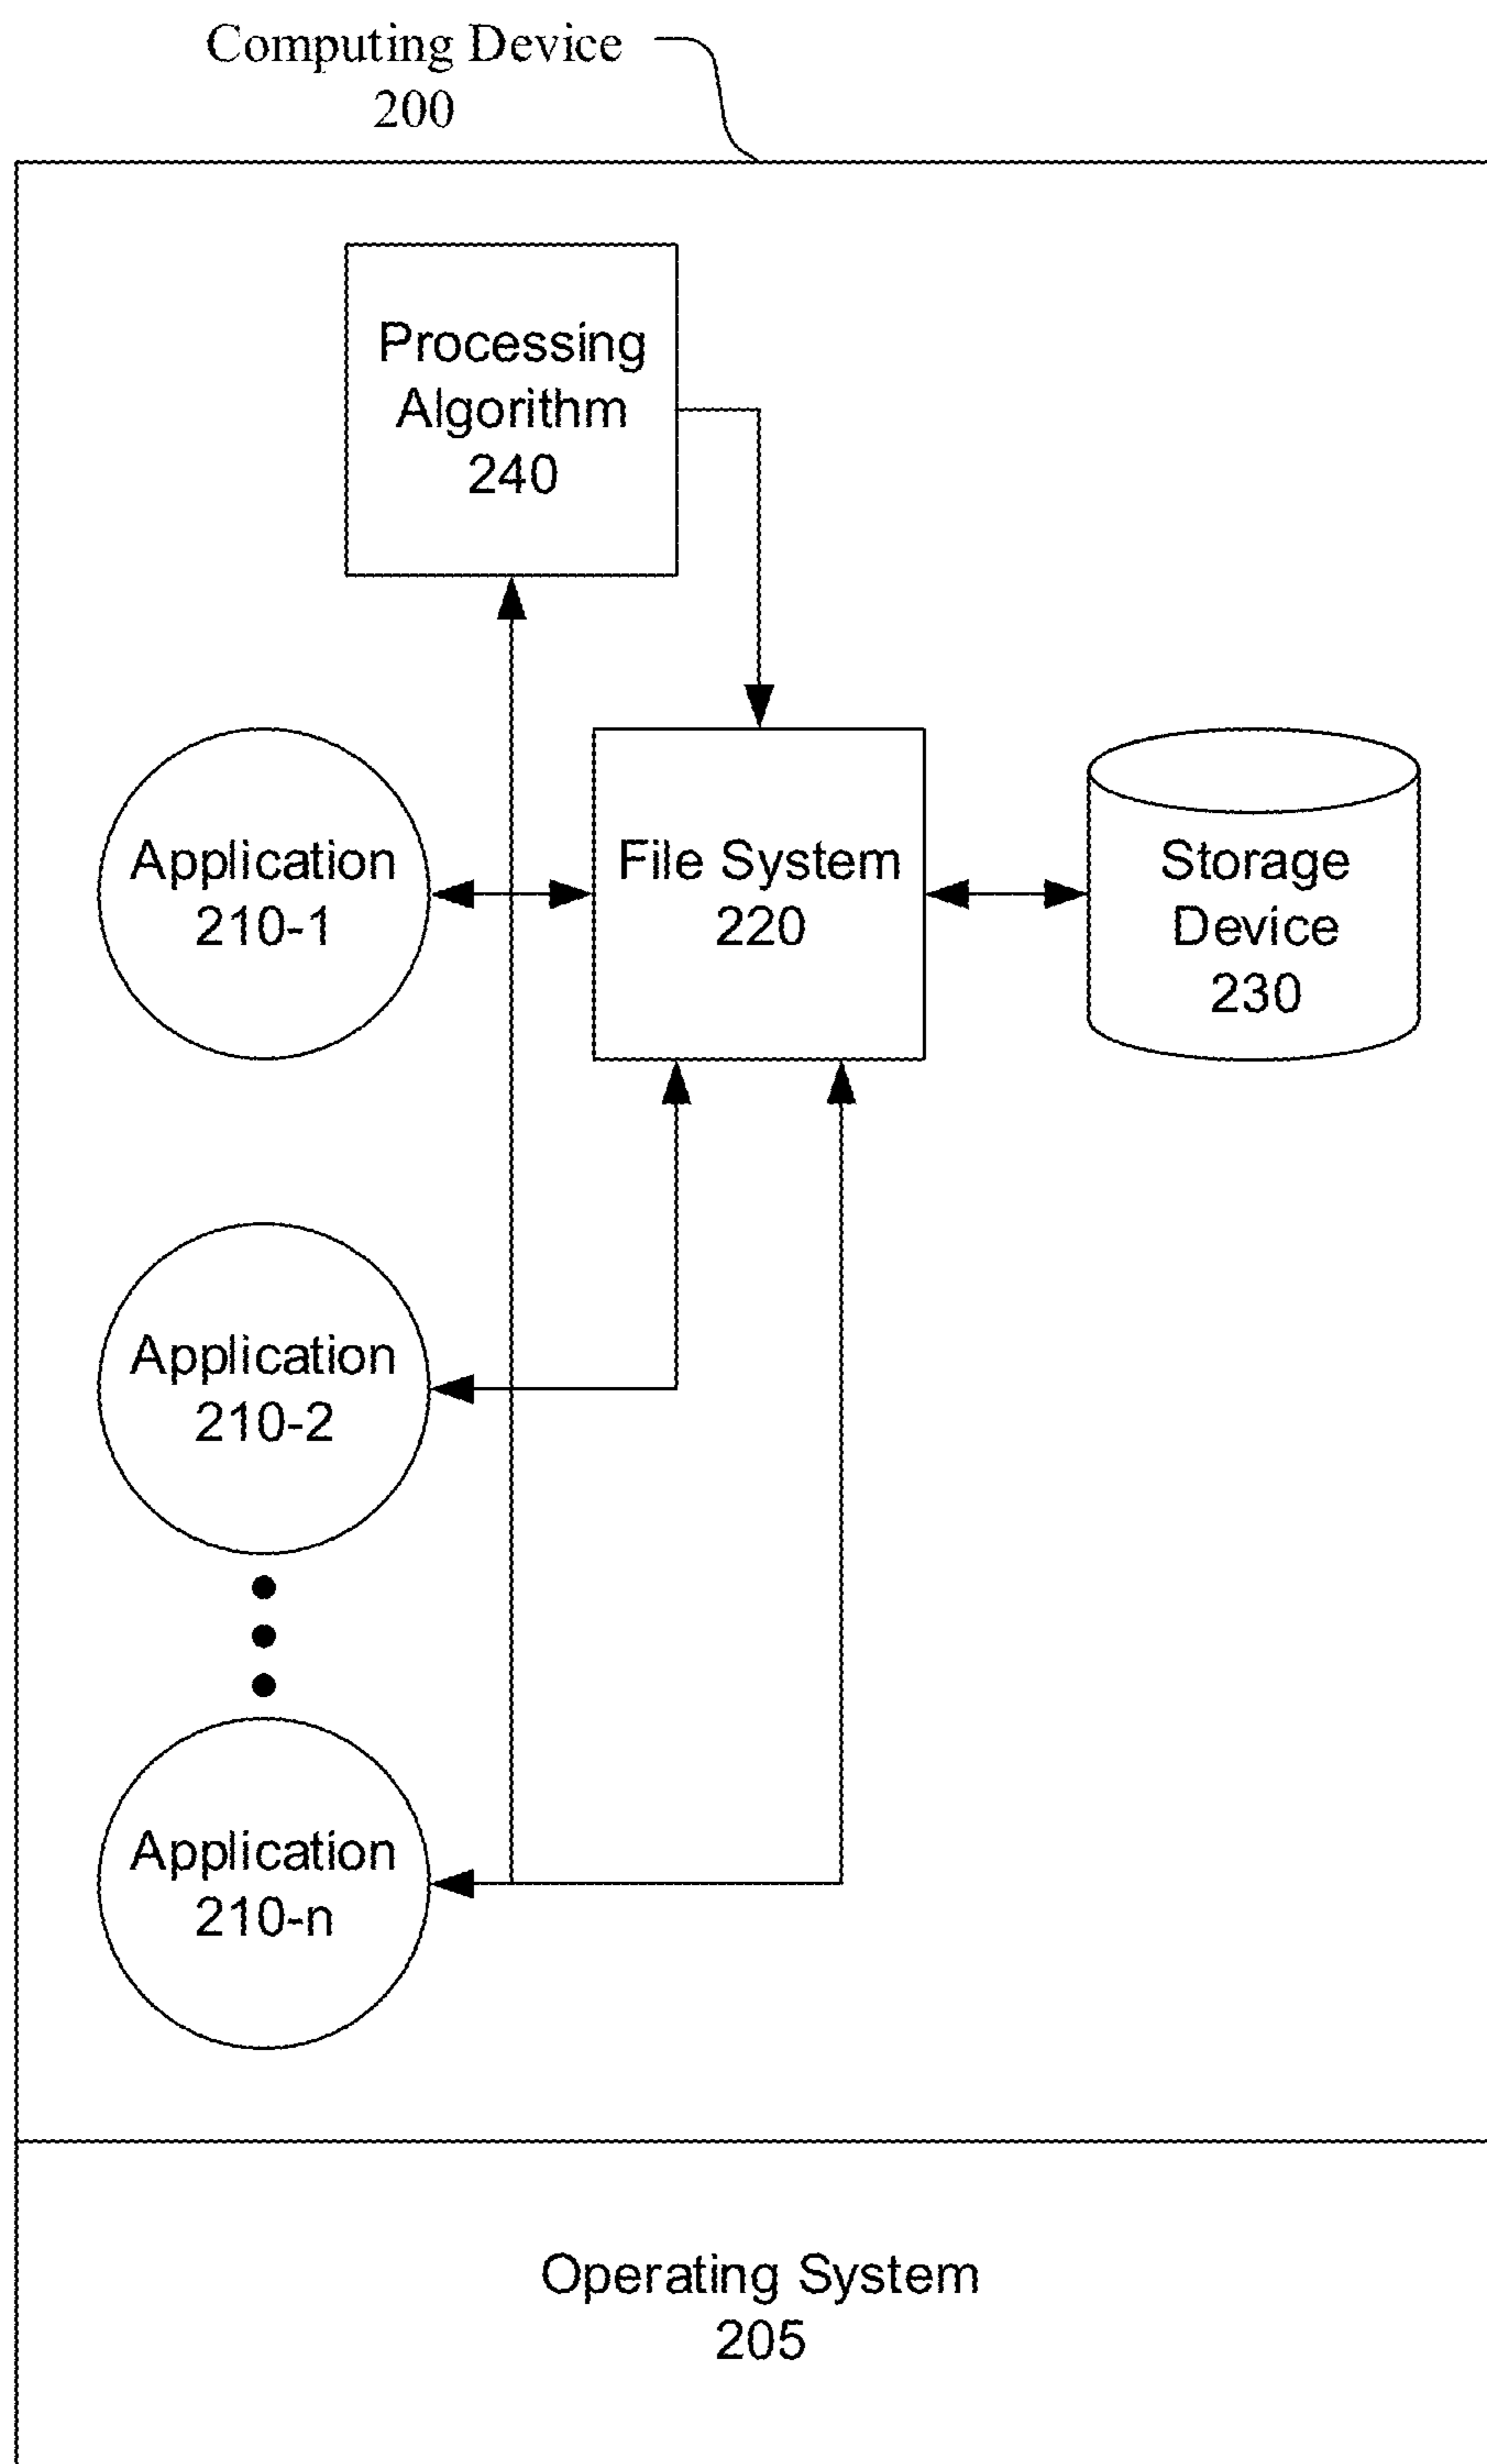 Computing Device
200
Processing
Algorithm
240
Application
210-1
File System
220
Storage
Device
230
Application
210-2
Application
210-n
Operating System
205